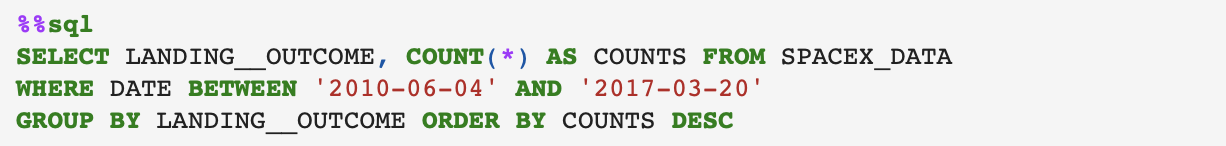 %%sql
SELECT LANDING__OUTCOME, COUNT(*) AS COUNTS FROM SPACEX_DATA
WHERE DATE BETWEEN '2010-06-04' AND '2017-03-20'
GROUP BY LANDING__OUTCOME ORDER BY COUNTS DESC